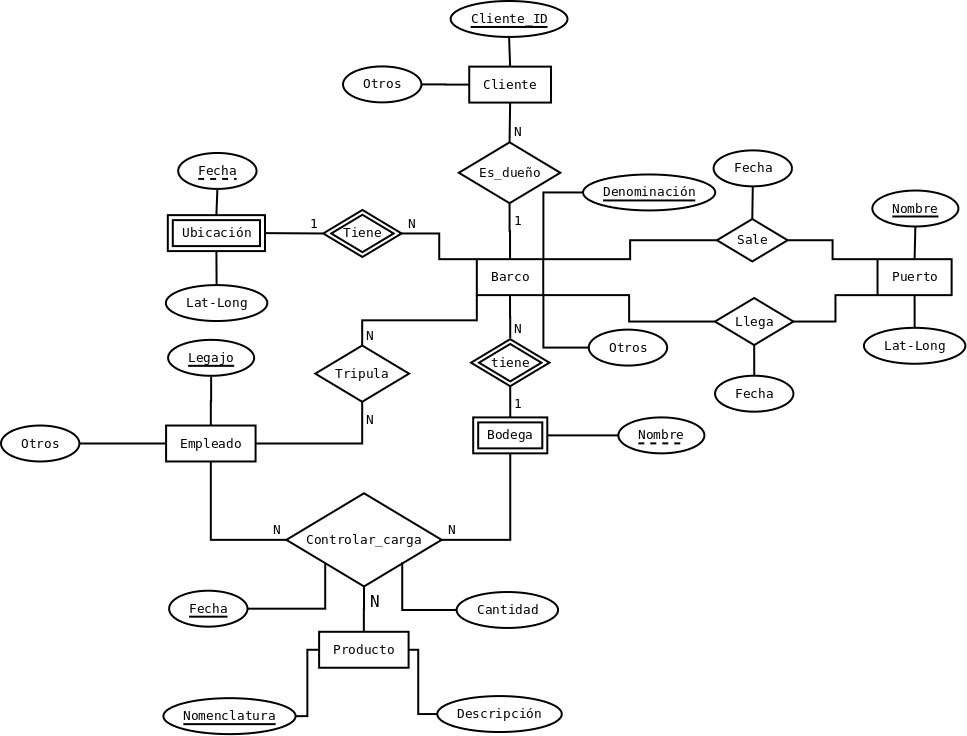 Cliente_ID
Otros
Cliente
N
Es_dueño
1
Fecha
Denominación
Fecha
Nombre
Ubicación
1
Tiene
N
Sale
Barco
Puerto
Lat-Long
N
N
Llega
Legajo
Tripula
tiene
Otros
Lat-Long
N
1
Fecha
Otros
Empleado
Bodega
Nombre
N
Controlar_carga
N
Fecha
N
Cantidad
Producto
Nomenclatura
Descripción